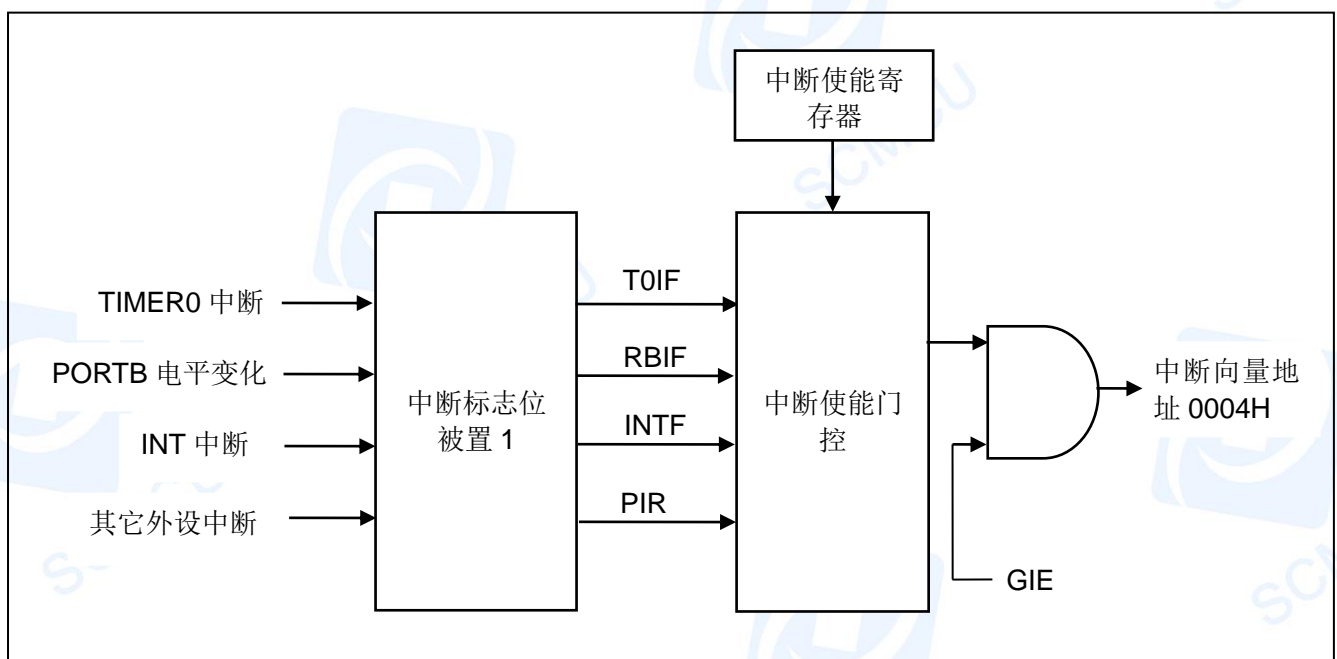 中断使能寄
存器
TIMER0 中断
PORTB 电平变化
INT 中断
其它外设中断
中断标志位
被置 1
T0IF
RBIF
INTF
PIR
中断使能门
控
中断向量地
址 0004H
GIE
SCMCU
SCMCU